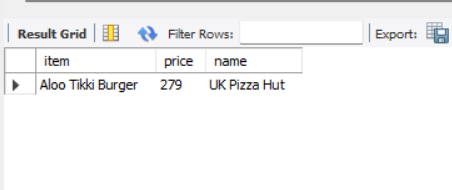 Result Grid Filter Rows: Export:
item price name
Aloo Tikki Burger 279 UK Pizza Hut